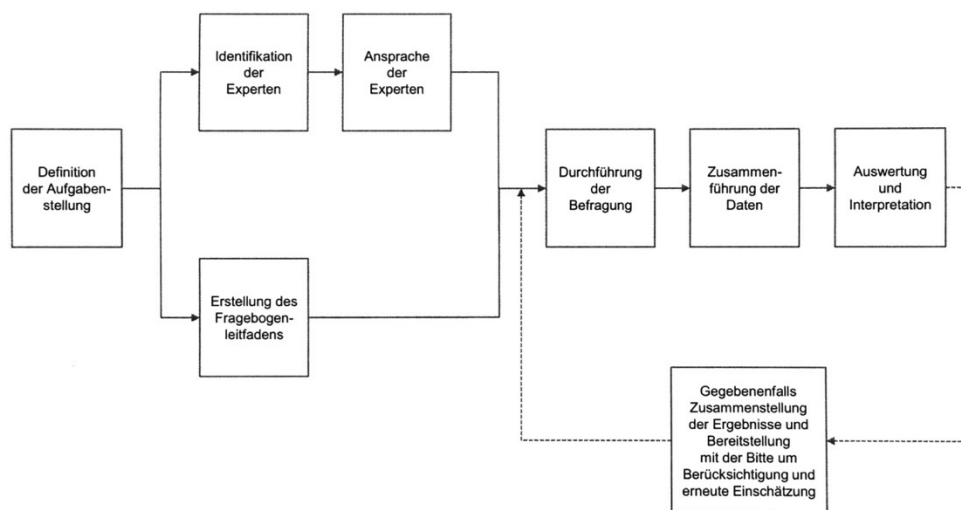 Identifikation
der
Experten
Ansprache
der
Experten
Definition
der Aufgaben-
stellung
Durchführung
der
Befragung
Zusammen-
führung der
Daten
Auswertung
und
Interpretation
Erstellung des
Fragebogen-
leitfadens
Gegebenenfalls
Zusammenstellung
der Ergebnisse und
Bereitstellung
mit der Bitte um
Berücksichtigung und
erneute Einschätzung